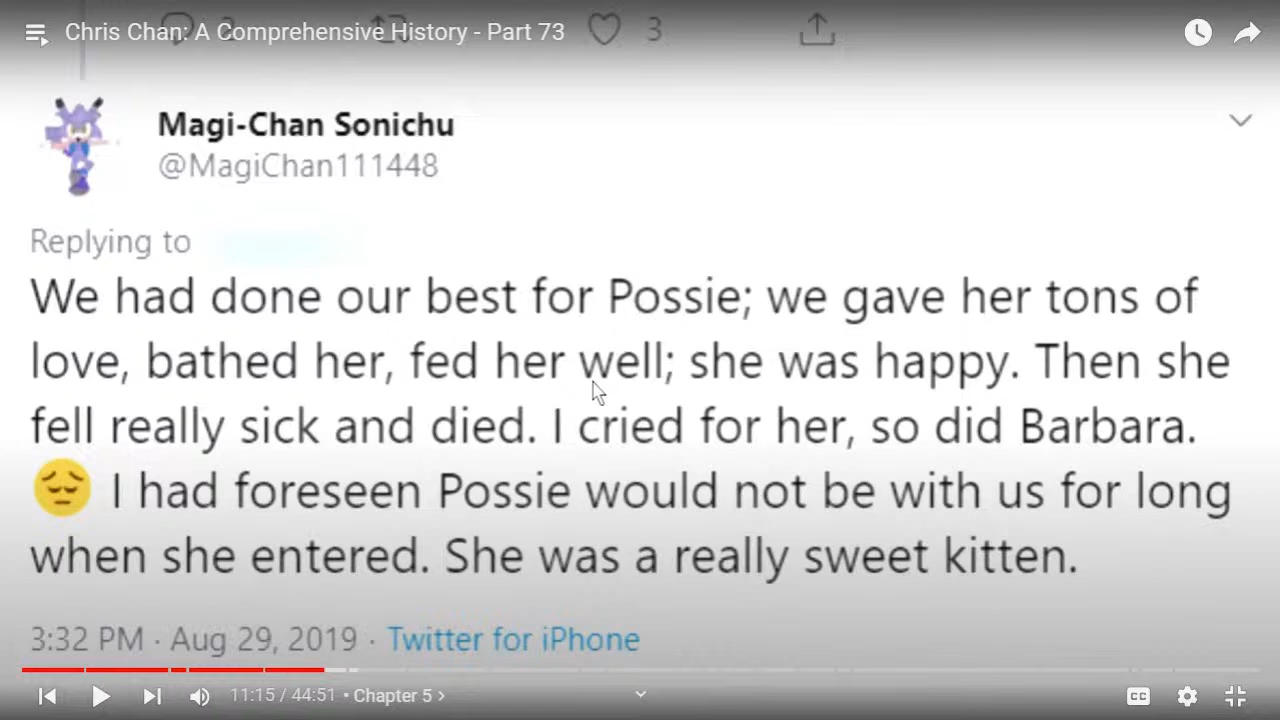 Chris Chan: A Comprehensive History - Part 73
3
Magi-Chan Sonichu
@MagiChan111448
Replying to
We had done our best for Possie; we gave her tons of
love, bathed her, fed her well; she was happy. Then she
fell really sick and died. I cried for her, so did Barbara.
😔 I had foreseen Possie would not be with us for long
when she entered. She was a really sweet kitten.
3:32 PM · Aug 29, 2019 · Twitter for iPhone
11:15 / 44:51 • Chapter 5 ›
CC